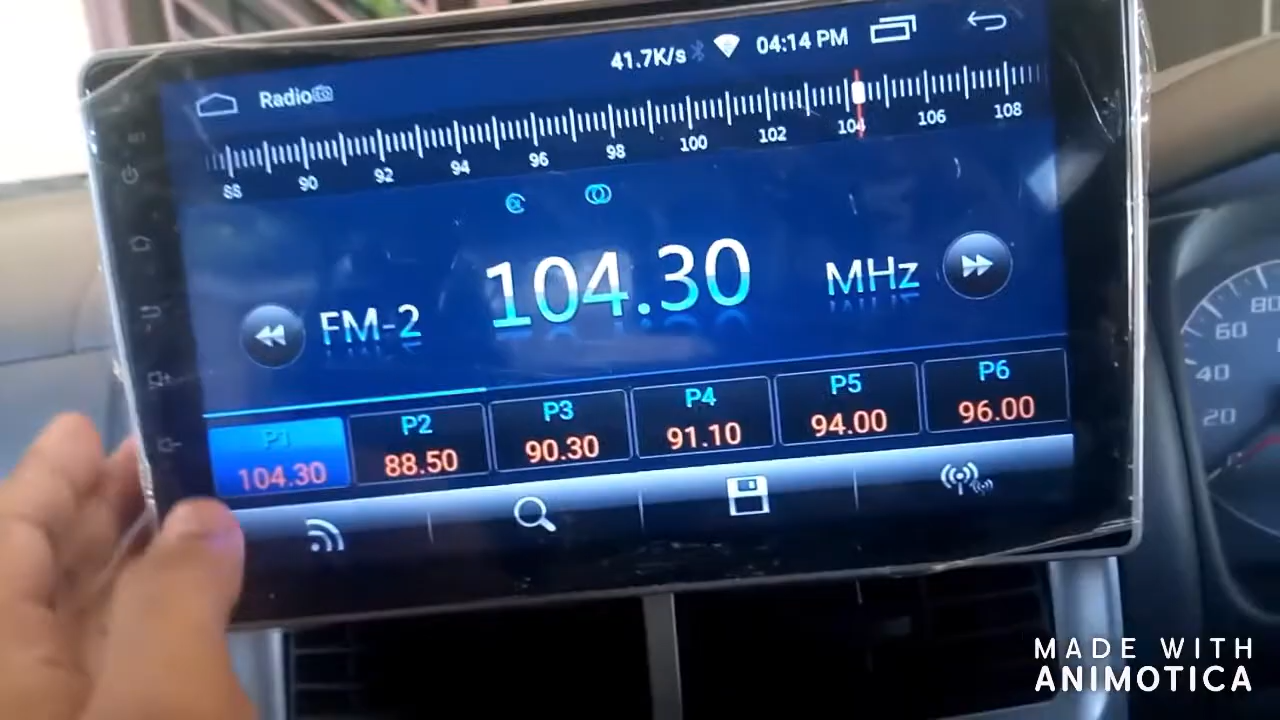 41.7K/s 04:14 PM
Radio
88 90 92 94 96 98 100 102 104 106 108
FM-2 104.30 MHz
P1 P2 P3 P4 P5 P6
104.30 88.50 90.30 91.10 94.00 96.00
80
60
40
20
MADE WITH
ANIMOTICA